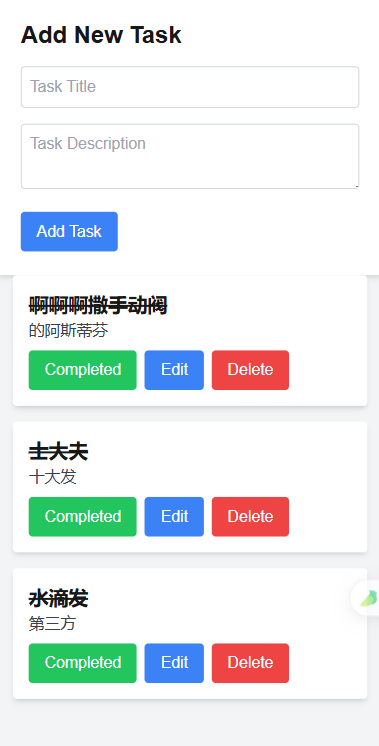 Add New Task
Task Title
Task Description
Add Task
啊啊啊撒手动阀
的阿斯蒂芬
Completed Edit Delete
士大夫
十大发
Completed Edit Delete
水滴发
第三方
Completed Edit Delete